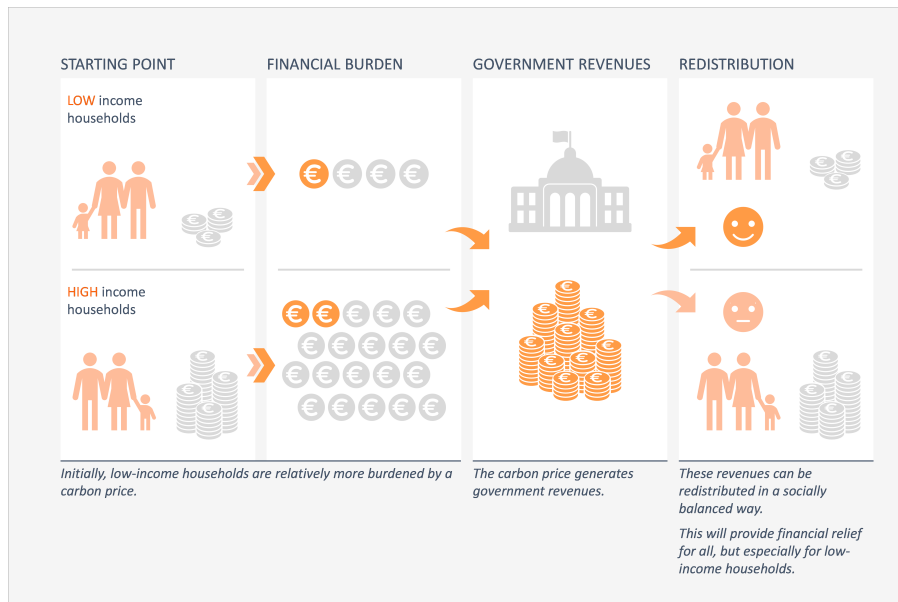 STARTING POINT
FINANCIAL BURDEN
GOVERNMENT REVENUES
REDISTRIBUTION
LOW income
households
HIGH income
households
Initially, low-income households are relatively more burdened by a
carbon price.
The carbon price generates
government revenues.
These revenues can be
redistributed in a socially
balanced way.
This will provide financial relief
for all, but especially for low-
income households.